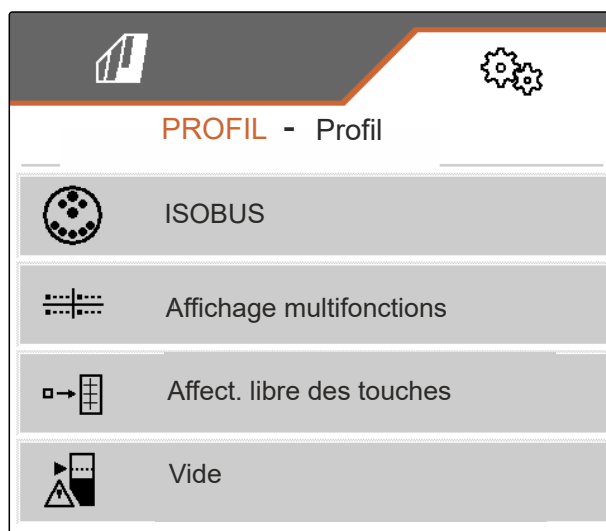 PROFIL - Profil
ISOBUS
Affichage multifonctions
Affect. libre des touches
Vide